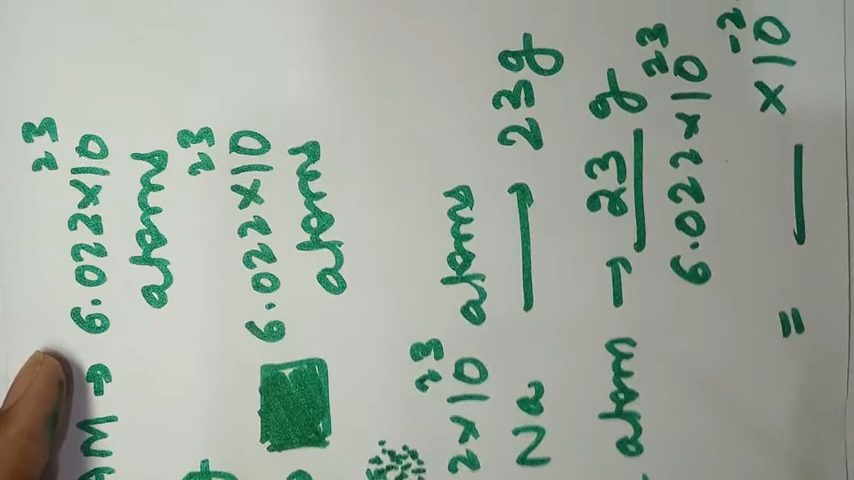 AM → 6.022×10²³
atoms
6.022×10²³
atoms
2×10²³ atoms
Na → 23g
atom → 23 g
6.022×10²³
= — ×10⁻²